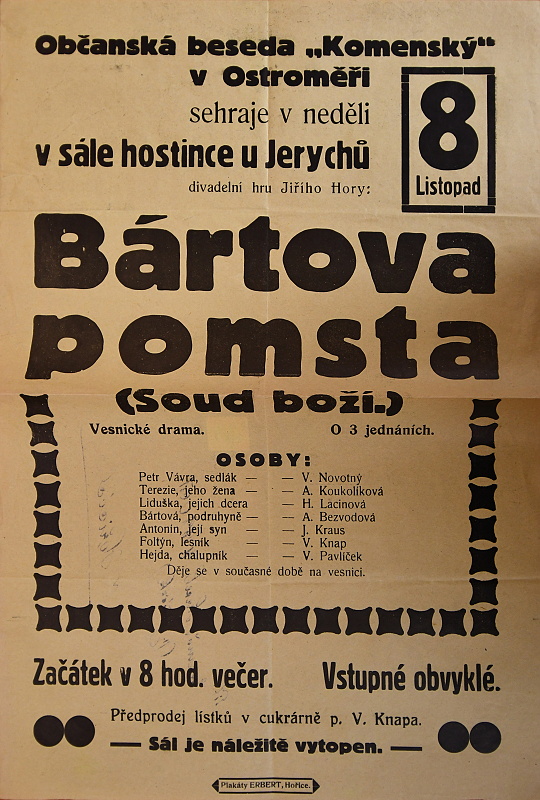 Občanská beseda „Komenský“
v Ostroměři
sehraje v neděli
v sále hostince u Jerychů
divadelní hru Jiřího Hory:
8
Listopad
Bártova
pomsta
(Soud boží.)
Vesnické drama. O 3 jednáních.
OSOBY:
Petr Vávra, sedlák — — V. Novotný
Terezie, jeho žena — — A. Koukolíková
Liduška, jejich dcera — — H. Lacinová
Bártová, podruhyně — — A. Bezvodová
Antonín, její syn — — J. Kraus
Foltýn, lesník — — V. Knap
Hejda, chalupník — — V. Pavlíček
Děje se v současné době na vesnici.
Začátek v 8 hod. večer. Vstupné obvyklé.
Předprodej lístků v cukrárně p. V. Knapa.
— Sál je náležitě vytopen. —
Plakáty ERBERT, Hořice.